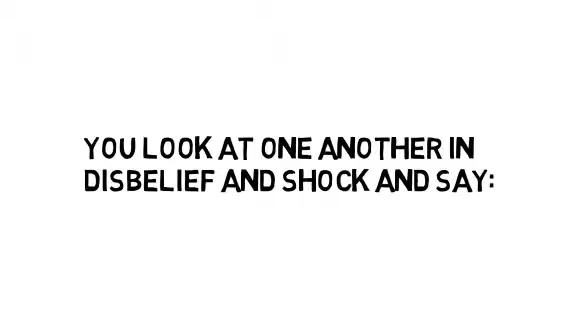 YOU LOOK AT ONE ANOTHER IN
DISBELIEF AND SHOCK AND SAY: